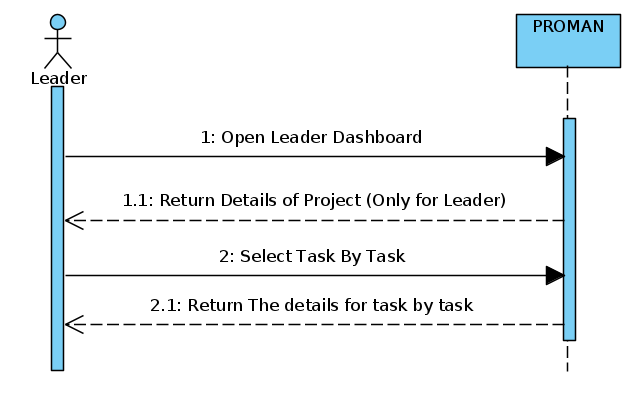 PROMAN
Leader
1: Open Leader Dashboard
1.1: Return Details of Project (Only for Leader)
2: Select Task By Task
2.1: Return The details for task by task